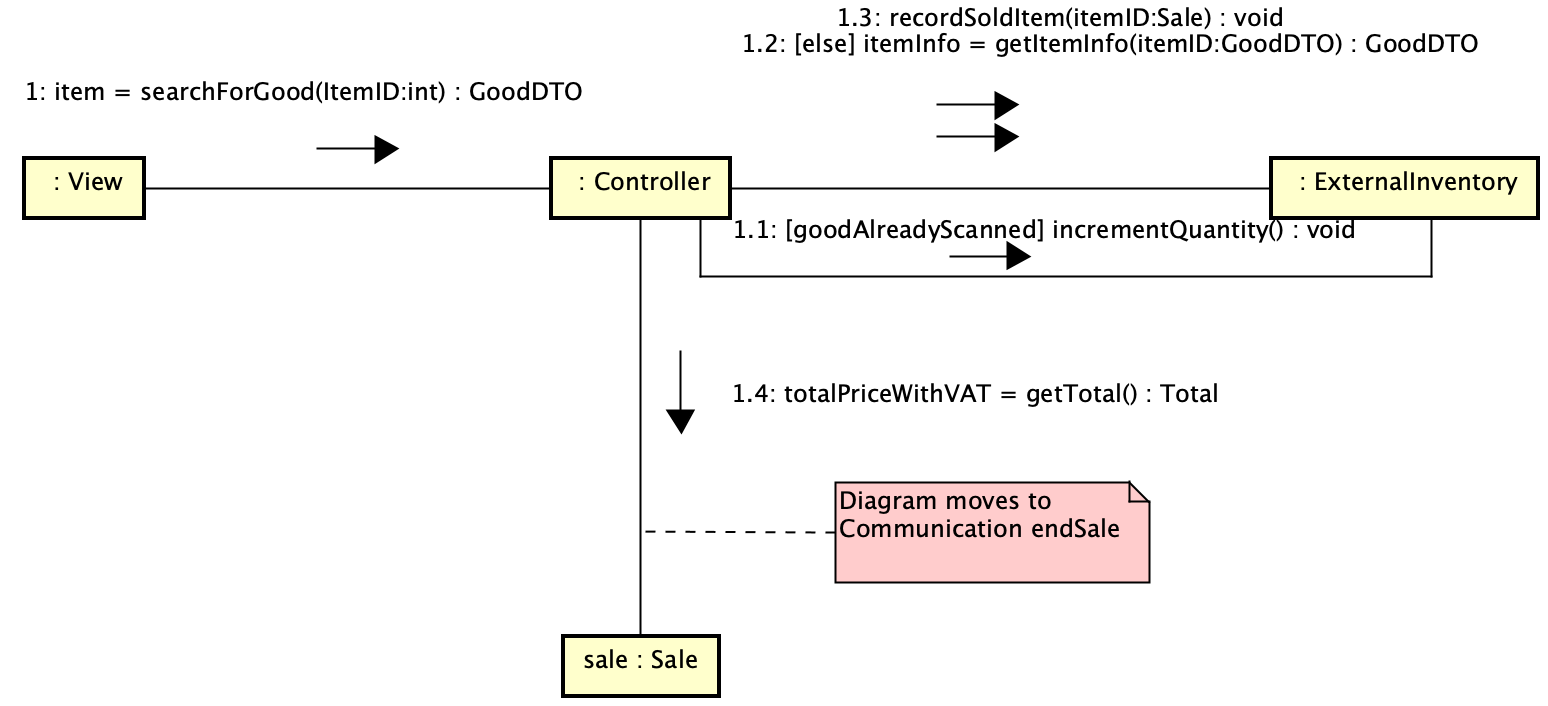 1.3: recordSoldItem(itemID:Sale) : void
1.2: [else] itemInfo = getItemInfo(itemID:GoodDTO) : GoodDTO
1: item = searchForGood(ItemID:int) : GoodDTO
: View
: Controller
: ExternalInventory
1.1: [goodAlreadyScanned] incrementQuantity() : void
1.4: totalPriceWithVAT = getTotal() : Total
Diagram moves to
Communication endSale
sale : Sale